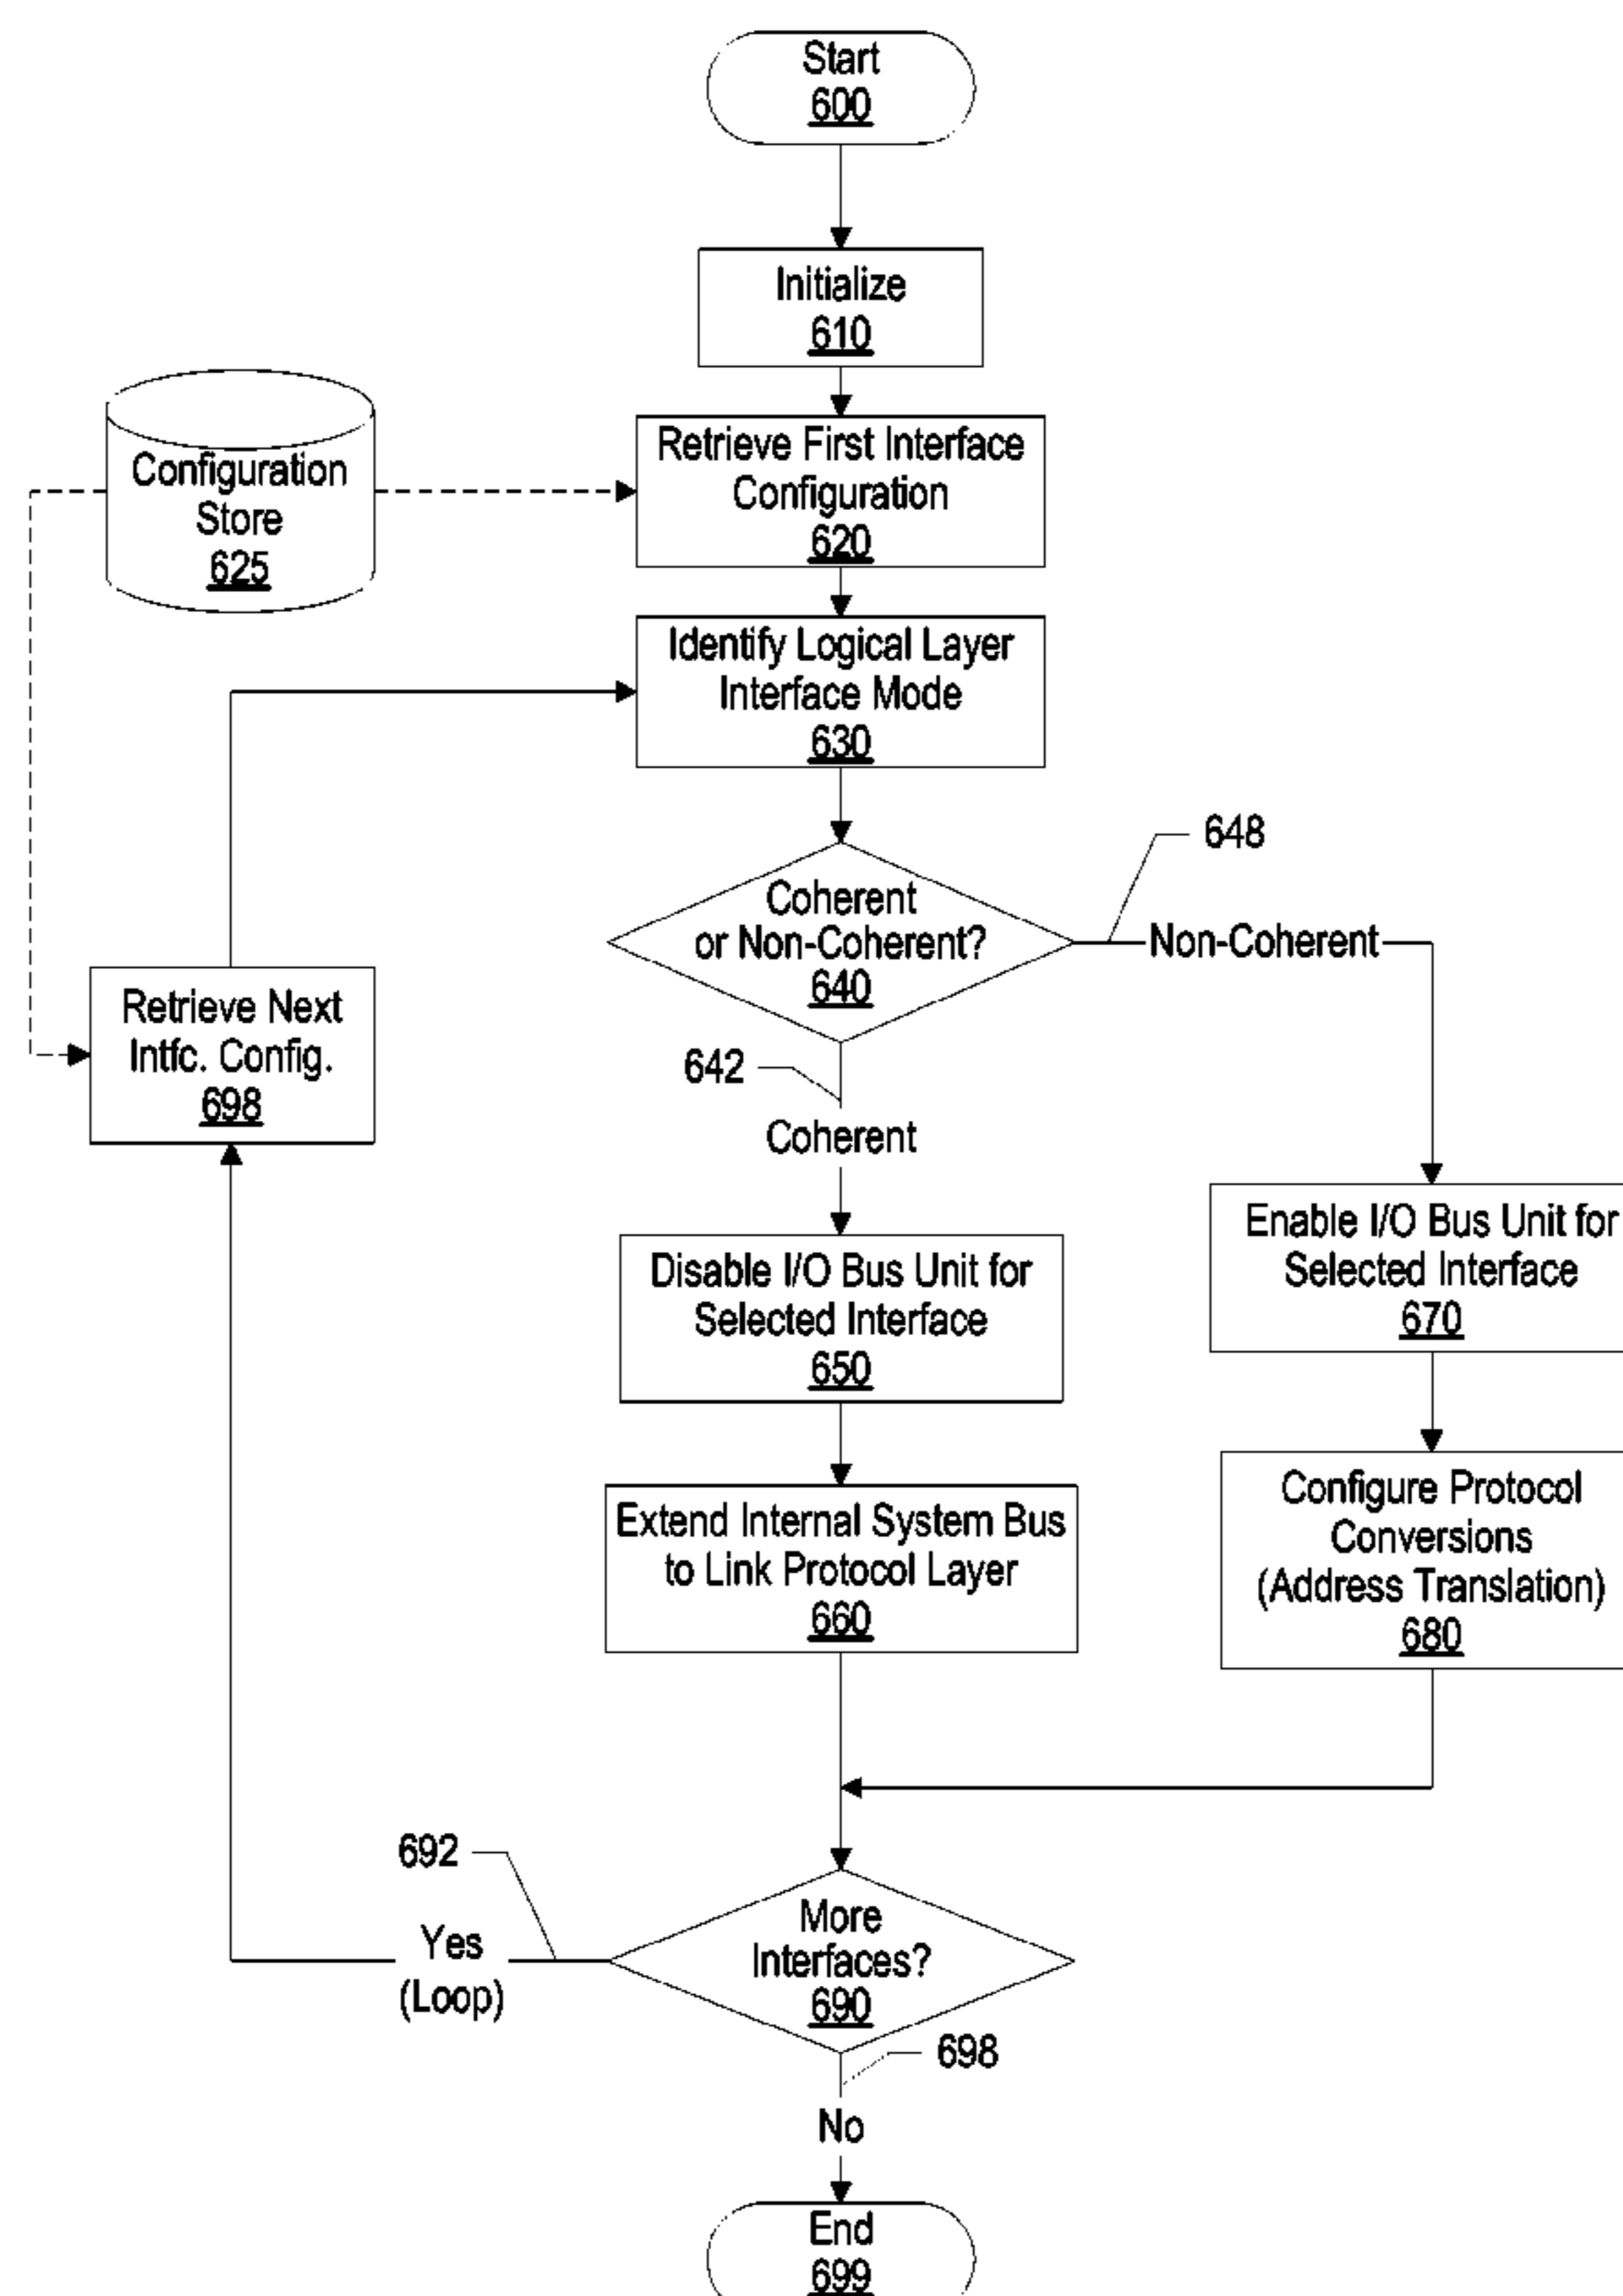 Start
600
Initialize
610
Configuration
Store
625
Retrieve First Interface
Configuration
620
Identify Logical Layer
Interface Mode
630
648
Coherent
or Non-Coherent?
640
Non-Coherent
Retrieve Next
Intfc. Config.
698
642
Coherent
Disable I/O Bus Unit for
Selected Interface
650
Enable I/O Bus Unit for
Selected Interface
670
Extend Internal System Bus
to Link Protocol Layer
660
Configure Protocol
Conversions
(Address Translation)
680
692
Yes
(Loop)
More
Interfaces?
690
698
No
End
699